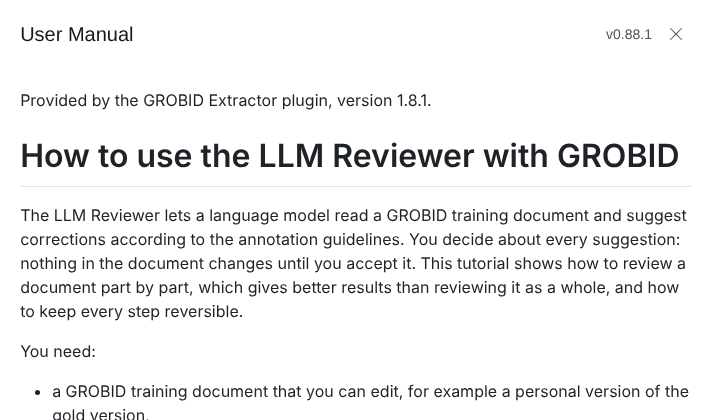 User Manual
v0.88.1
Provided by the GROBID Extractor plugin, version 1.8.1.
How to use the LLM Reviewer with GROBID
The LLM Reviewer lets a language model read a GROBID training document and suggest
corrections according to the annotation guidelines. You decide about every suggestion:
nothing in the document changes until you accept it. This tutorial shows how to review a
document part by part, which gives better results than reviewing it as a whole, and how
to keep every step reversible.
You need:
• a GROBID training document that you can edit, for example a personal version of the
gold version.